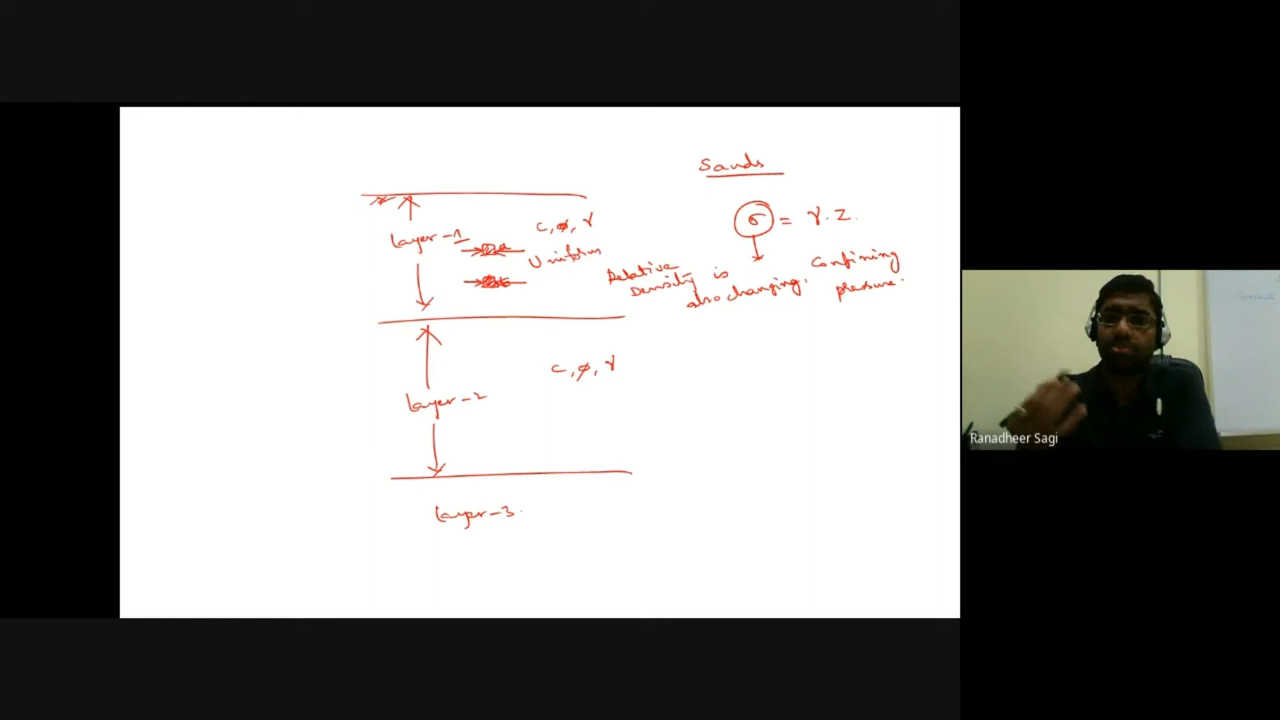 Sands
Layer-1
c, φ, γ
Uniform
σ = γ.z.
Relative
Density is
also changing.
Confining
pressure.
Layer-2
c, φ, γ
Layer-3.
Ranadheer Sagi